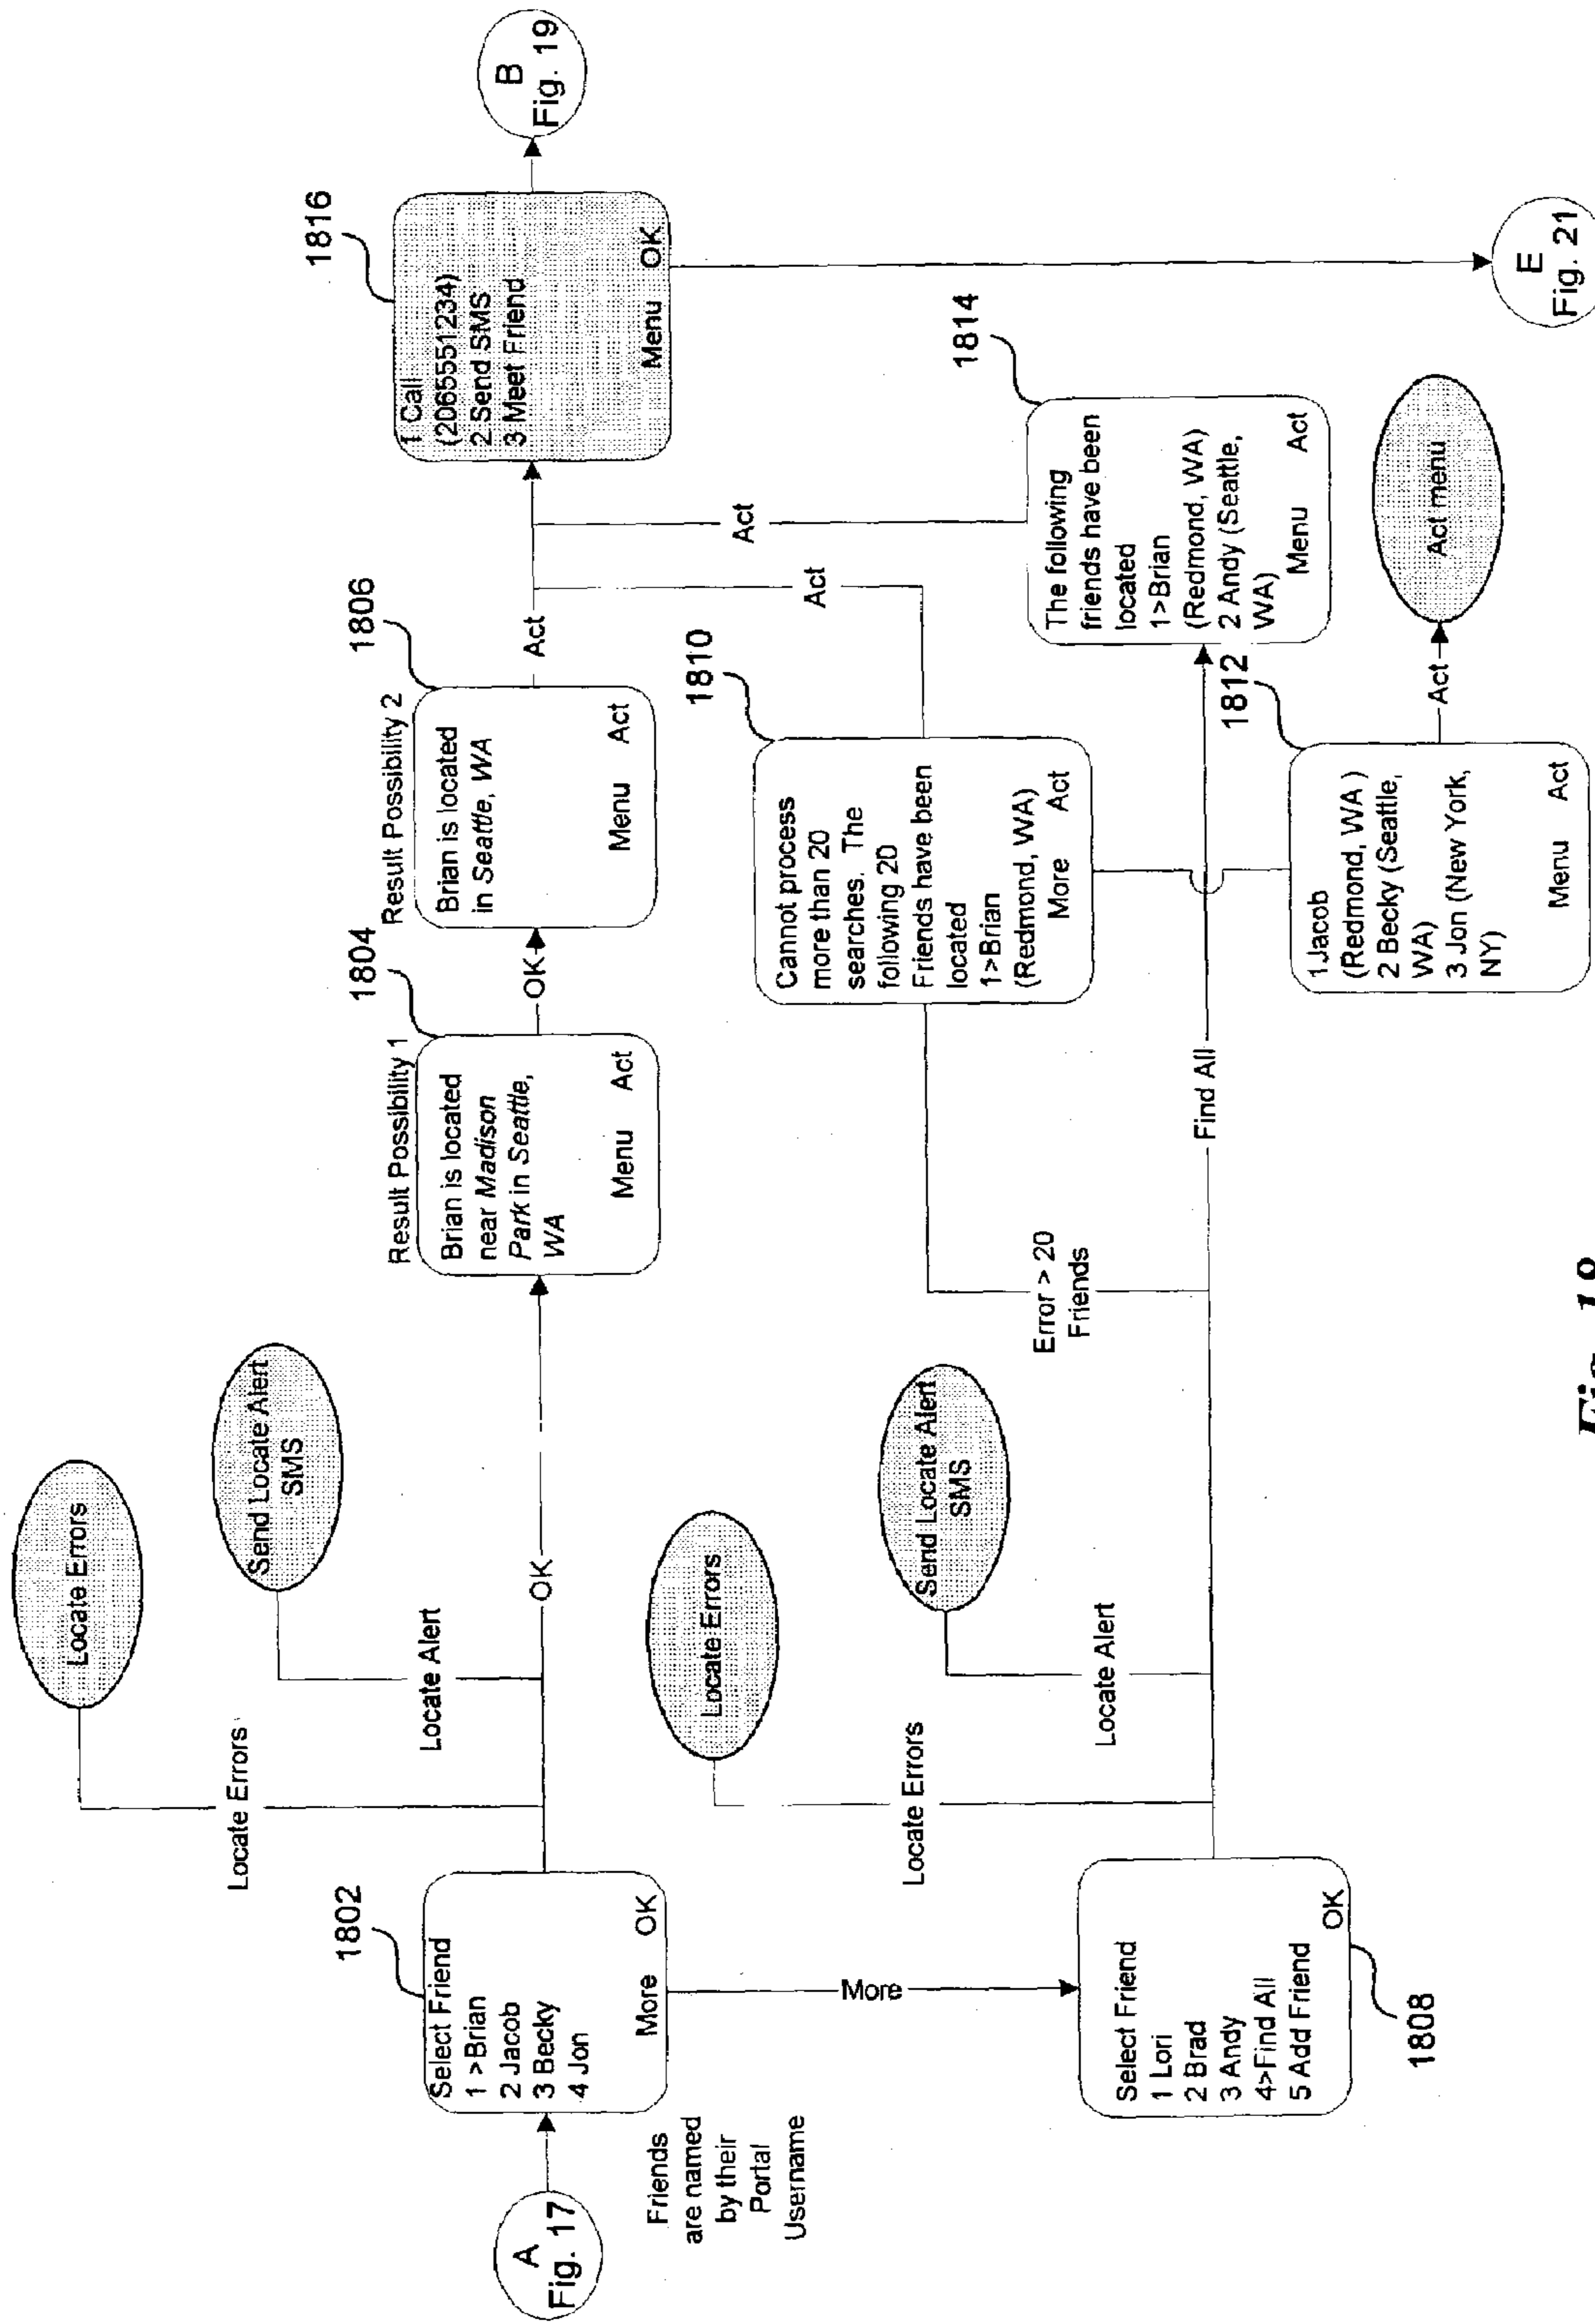 A
Fig. 17
1802
Select Friend
1 >Brian
2 Jacob
3 Becky
4 Jon
More OK
Friends
are named
by their
Portal
Username
More
Select Friend
1 Lori
2 Brad
3 Andy
4>Find All
5 Add Friend
OK
1808
Locate Errors
Locate Errors
Locate Alert
Send Locate Alert
SMS
OK
Locate Errors
Locate Errors
Locate Alert
Send Locate Alert
SMS
Error > 20
Friends
Find All
Result Possibility 1
1804
Brian is located
near Madison
Park in Seattle,
WA
Menu Act
OK
Result Possibility 2
1806
Brian is located
in Seattle, WA
Menu Act
Act
1810
Cannot process
more than 20
searches. The
following 20
Friends have been
located
1>Brian
(Redmond, WA)
More Act
Act
1812
1 Jacob
(Redmond, WA )
2 Becky (Seattle,
WA)
3 Jon (New York,
NY)
Menu Act
Act
Act menu
1814
The following
friends have been
located
1>Brian
(Redmond, WA)
2 Andy (Seattle,
WA)
Menu Act
Act
1816
1 Call
(2065551234)
2 Send SMS
3 Meet Friend
Menu OK
B
Fig. 19
E
Fig. 21
Fig. 18